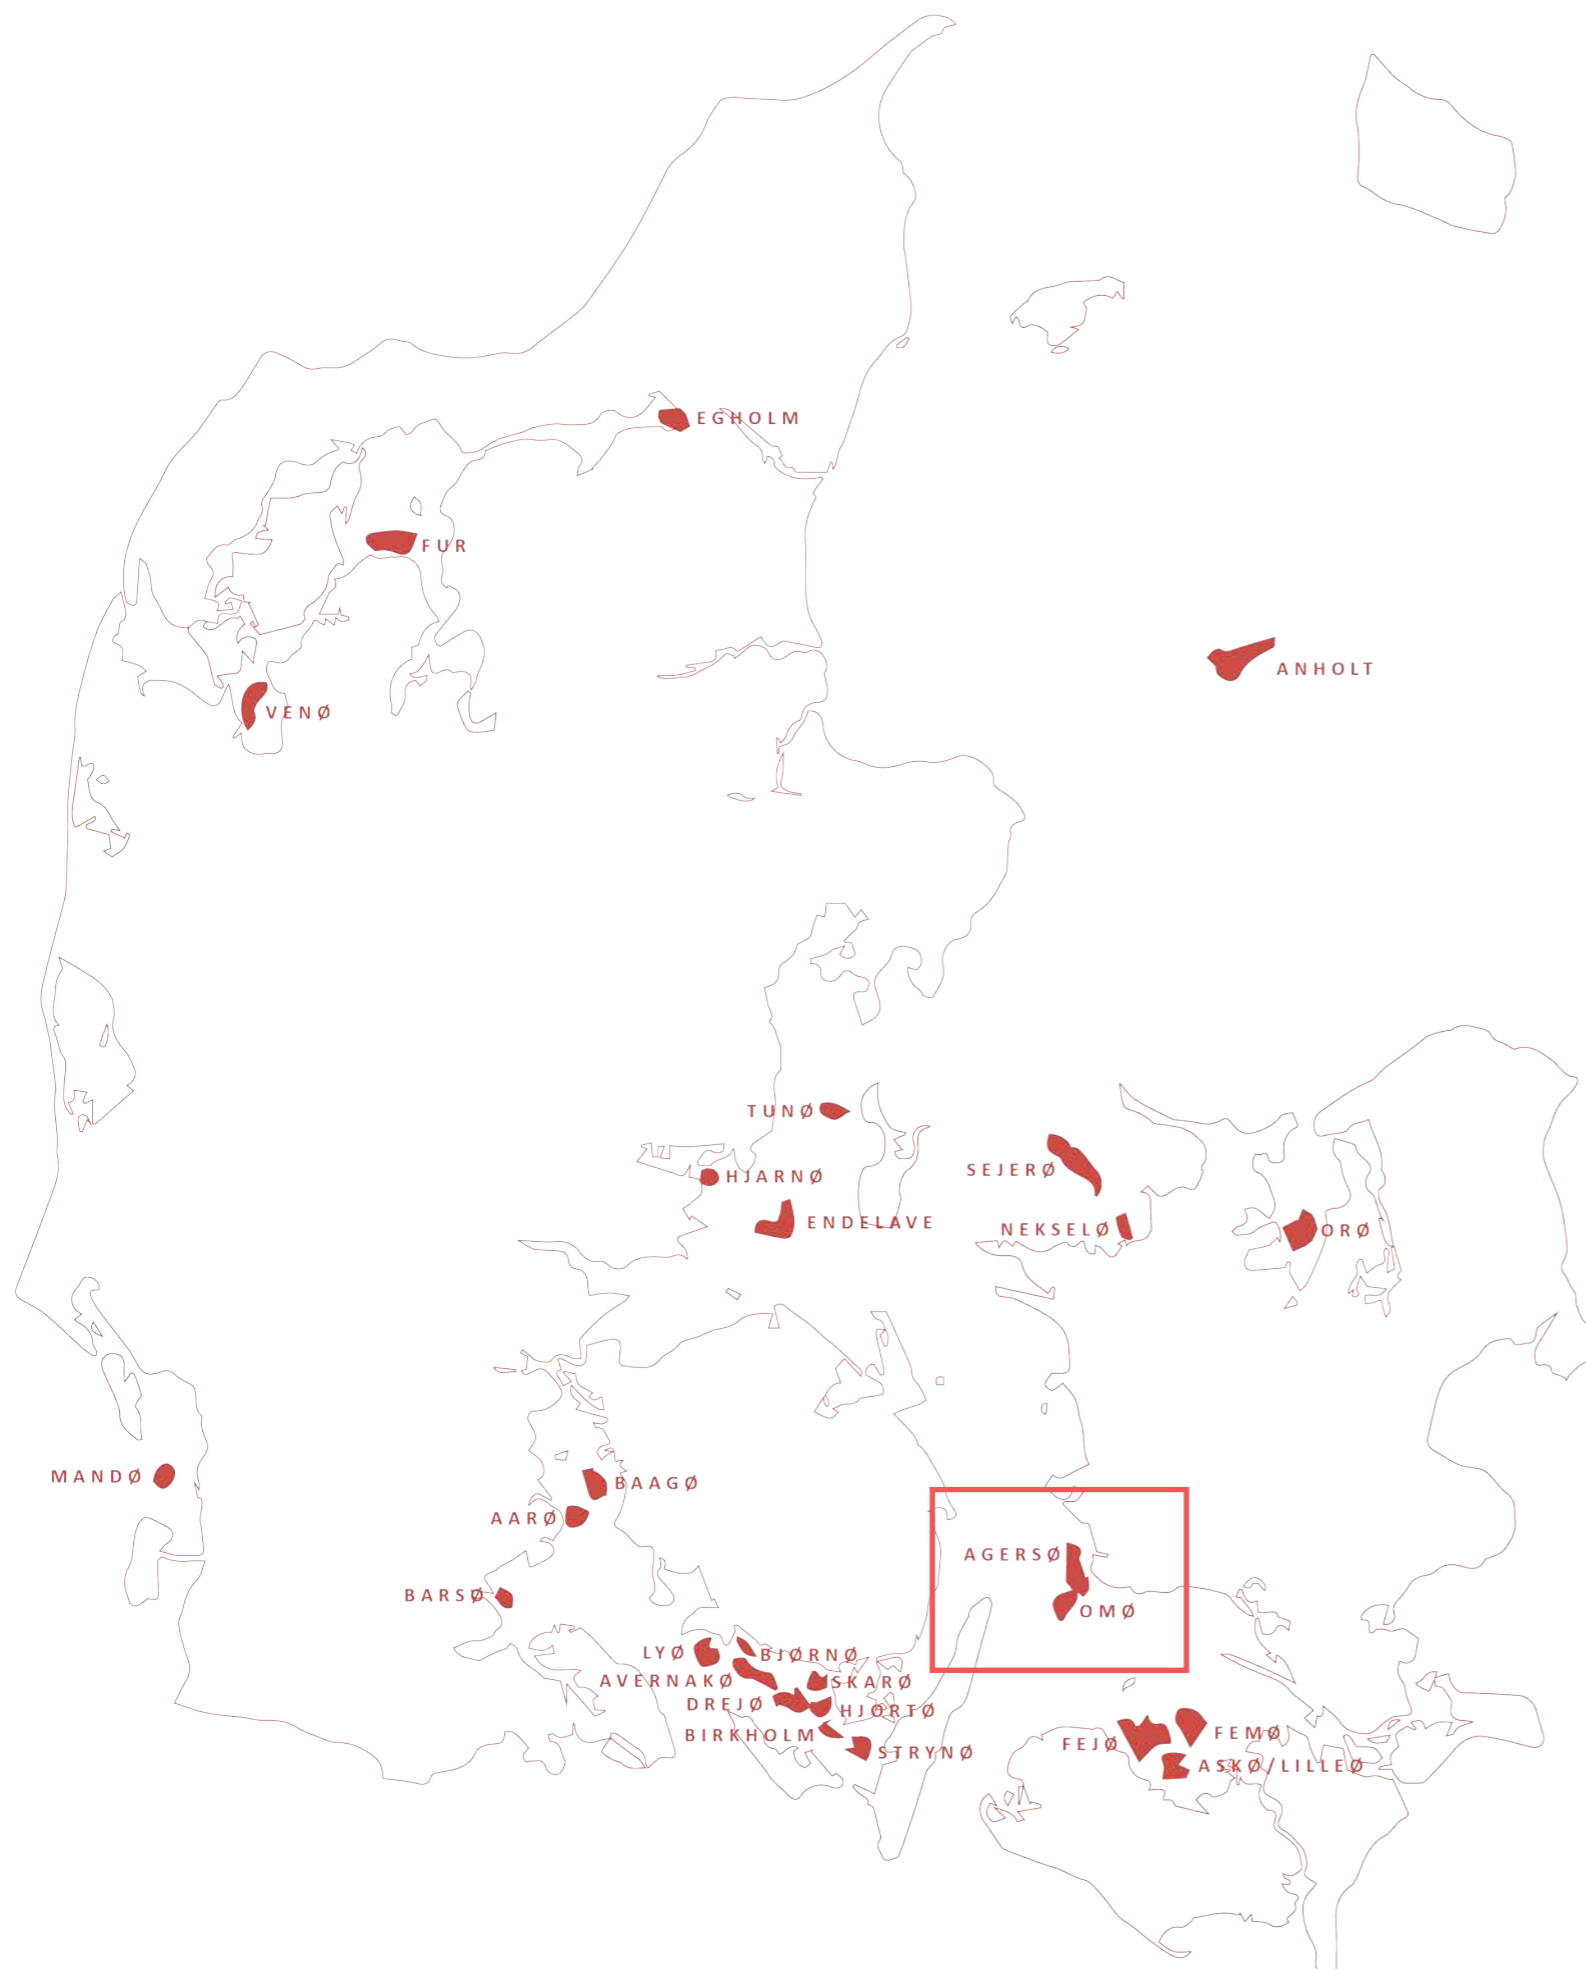 EGHOLM
FUR
ANHOLT
VENØ
TUNØ
SEJERØ
HJARNØ
ENDELAVE
NEKSELØ
ORØ
MANDØ
BAAGØ
AARØ
AGERSØ
BARSØ
OMØ
LYØ
BJØRNØ
AVERNAKØ
SKARØ
DREJØ
HJORTØ
BIRKHOLM
FEMØ
FEJØ
STRYNØ
ASKØ/LILLEØ